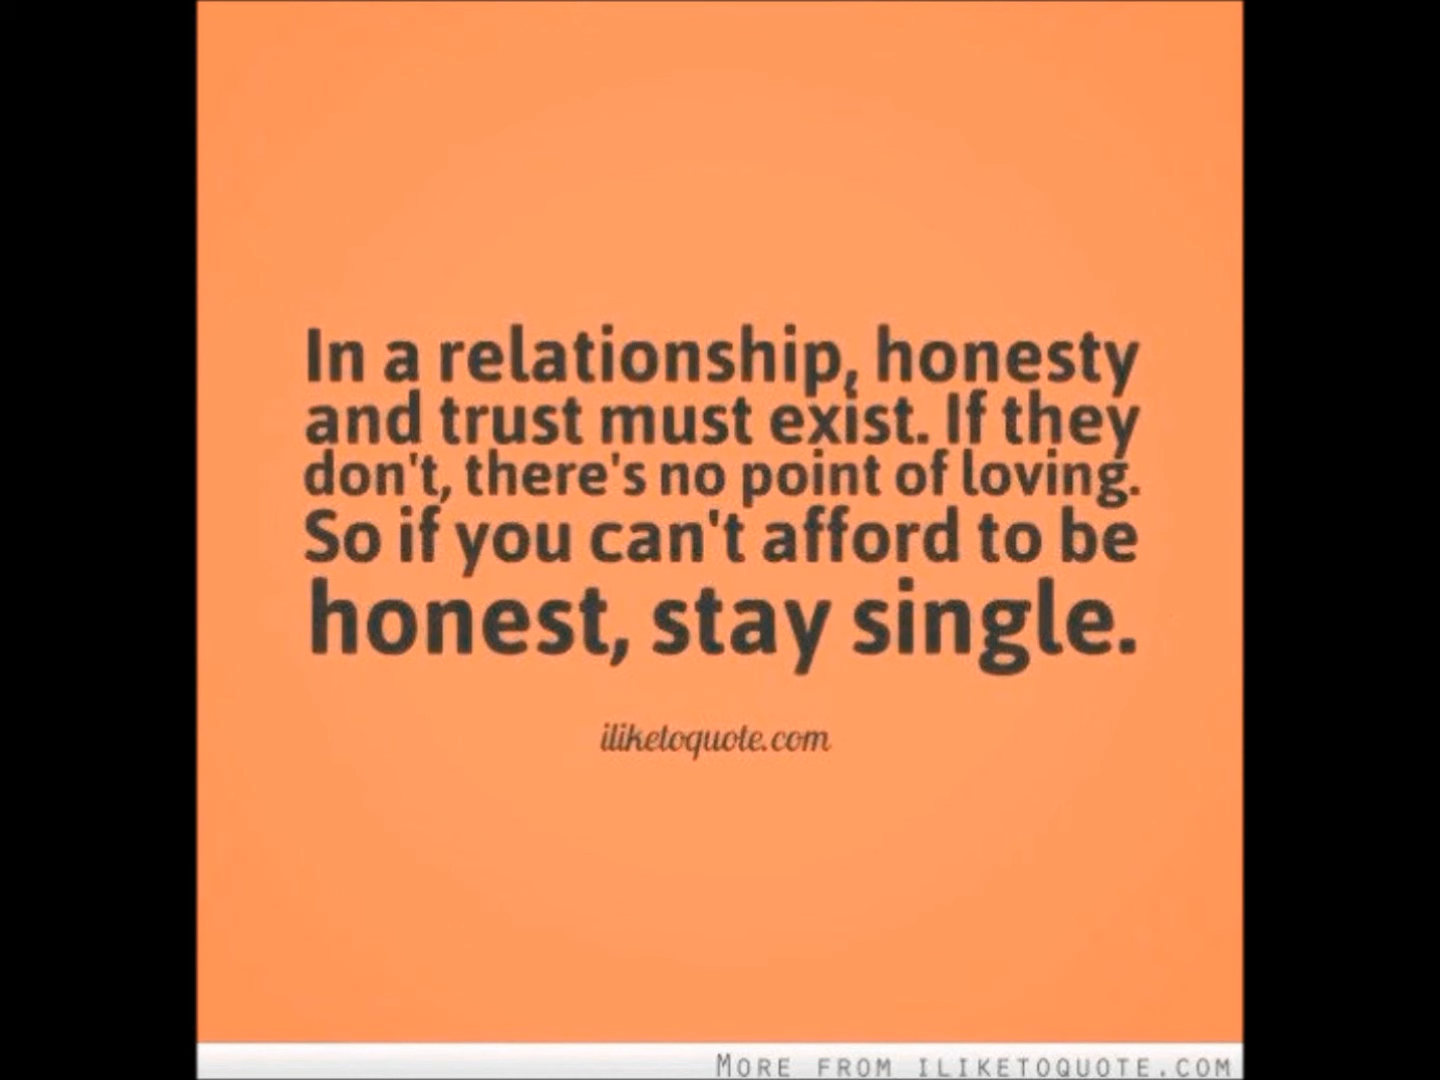 In a relationship, honesty
and trust must exist. If they
don't, there's no point of loving.
So if you can't afford to be
honest, stay single.
iliketoquote.com
MORE FROM ILIKETOQUOTE.COM